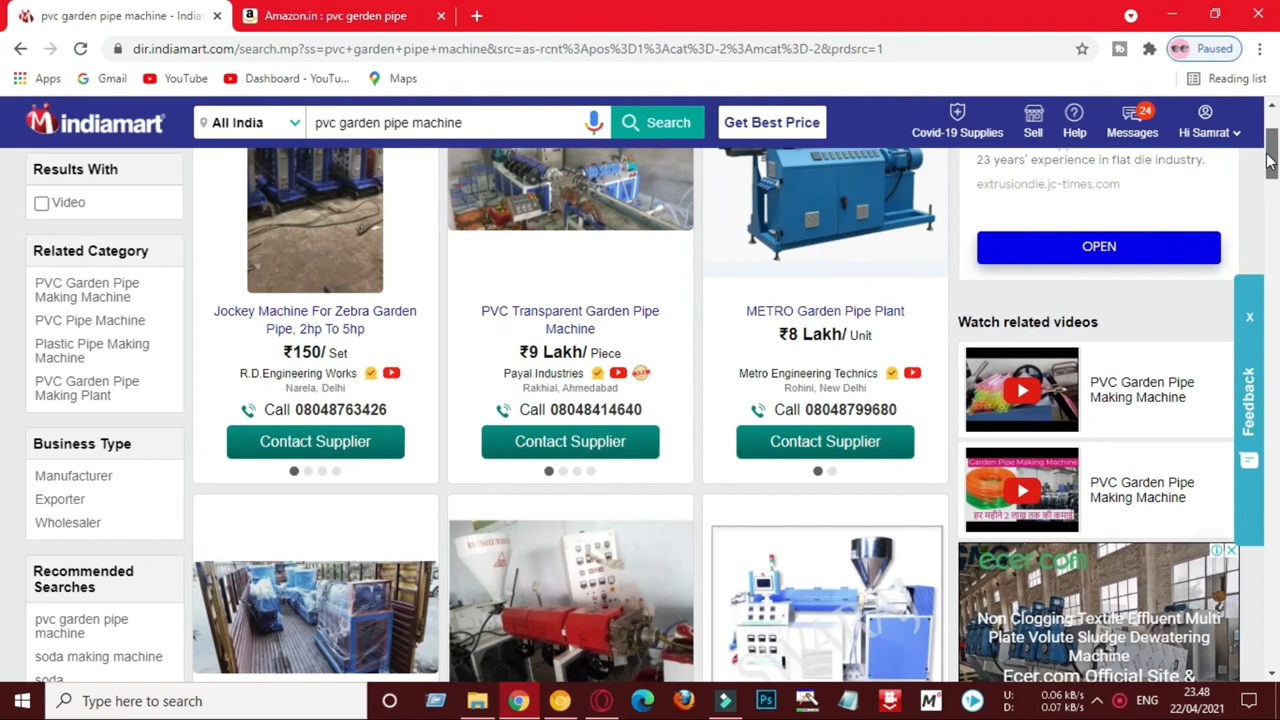 pvc garden pipe machine - India
Amazon.in : pvc gerden pipe
dir.indiamart.com/search.mp?ss=pvc+garden+pipe+machine&src=as-rcnt%3Apos%3D1%3Acat%3D-2%3Amcat%3D-2&prdsrc=1
Paused
Apps
Gmail
YouTube
Dashboard - YouTu...
Maps
Reading list
indiamart
All India
pvc garden pipe machine
Search
Get Best Price
Covid-19 Supplies
Sell
Help
24
Messages
Hi Samrat
Results With
Video
Related Category
PVC Garden Pipe
Making Machine
PVC Pipe Machine
Plastic Pipe Making
Machine
PVC Garden Pipe
Making Plant
Business Type
Manufacturer
Exporter
Wholesaler
Recommended
Searches
pvc garden pipe
machine
soda making machine
soda
Jockey Machine For Zebra Garden
Pipe, 2hp To 5hp
₹150/ Set
R.D.Engineering Works
Narela, Delhi
Call 08048763426
Contact Supplier
PVC Transparent Garden Pipe
Machine
₹9 Lakh/ Piece
Payal Industries
Rakhial, Ahmedabad
Call 08048414640
Contact Supplier
METRO Garden Pipe Plant
₹8 Lakh/ Unit
Metro Engineering Technics
Rohini, New Delhi
Call 08048799680
Contact Supplier
23 years' experience in flat die industry.
extrusiondie.jc-times.com
OPEN
Watch related videos
PVC Garden Pipe
Making Machine
Garden Pipe Making Machine
हर महीने 2 लाख तक की कमाई
PVC Garden Pipe
Making Machine
x
Feedback
ecer.com
Non Clogging Textile Effluent Multi
Plate Volute Sludge Dewatering
Machine
Ecer.com Official Site &
Type here to search
U: 0.06 kB/s
D: 0.07 kB/s
ENG
23.48
22/04/2021